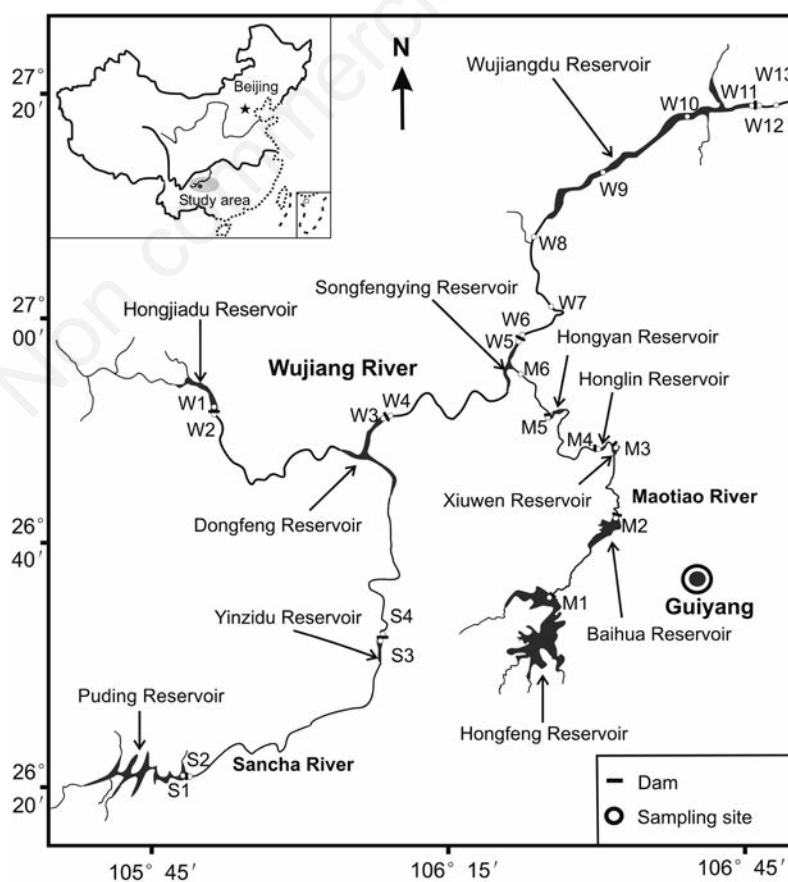 Non commerci
N
Beijing
Study area
27°
20'
27°
00'
26°
40'
26°
20'
105° 45'
106° 15'
106° 45'
Wujiangdu Reservoir
W13
W11
W10
W12
W9
W8
W7
Songfengying Reservoir
W6
W5
Hongjiadu Reservoir
Hongyan Reservoir
Wujiang River
M6
Honglin Reservoir
W1
W2
W3
W4
M5
M4
M3
Xiuwen Reservoir
Maotiao River
Dongfeng Reservoir
M2
M1
Guiyang
Baihua Reservoir
Yinzidu Reservoir
S4
S3
Puding Reservoir
Hongfeng Reservoir
S2
S1
Sancha River
Dam
Sampling site